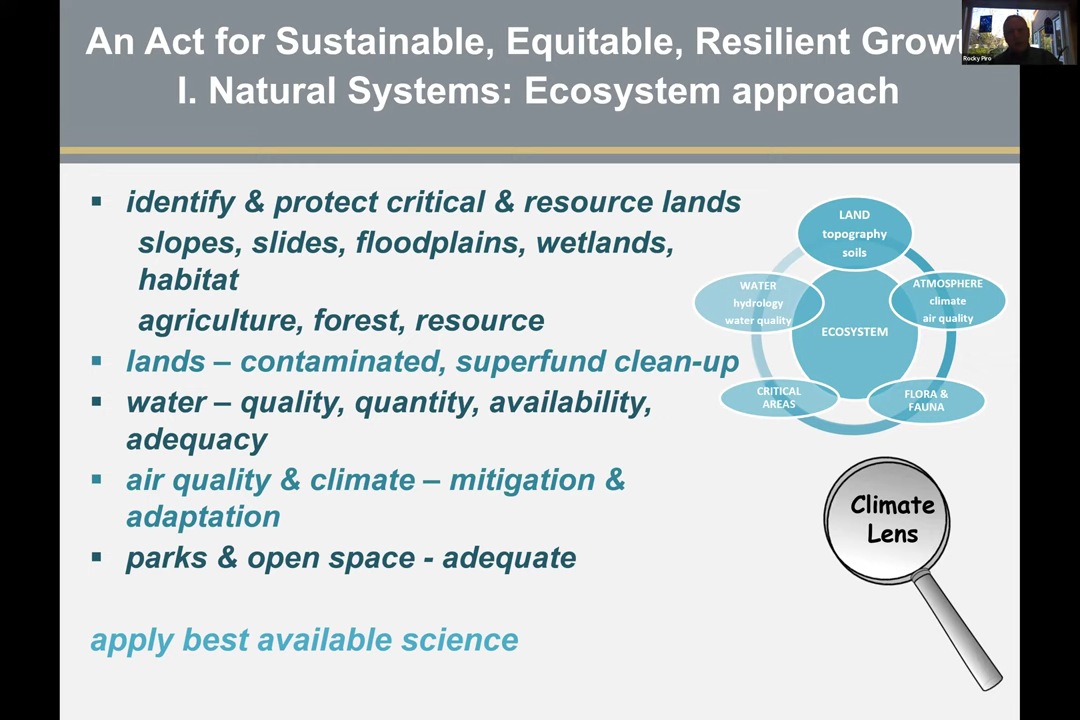 An Act for Sustainable, Equitable, Resilient Growt
I. Natural Systems: Ecosystem approach
Rocky Piro
▪ identify & protect critical & resource lands
slopes, slides, floodplains, wetlands,
habitat
agriculture, forest, resource
▪ lands – contaminated, superfund clean-up
▪ water – quality, quantity, availability,
adequacy
▪ air quality & climate – mitigation &
adaptation
▪ parks & open space - adequate
apply best available science
LAND
topography
soils
ATMOSPHERE
climate
air quality
FLORA &
FAUNA
CRITICAL
AREAS
WATER
hydrology
water quality
ECOSYSTEM
Climate
Lens